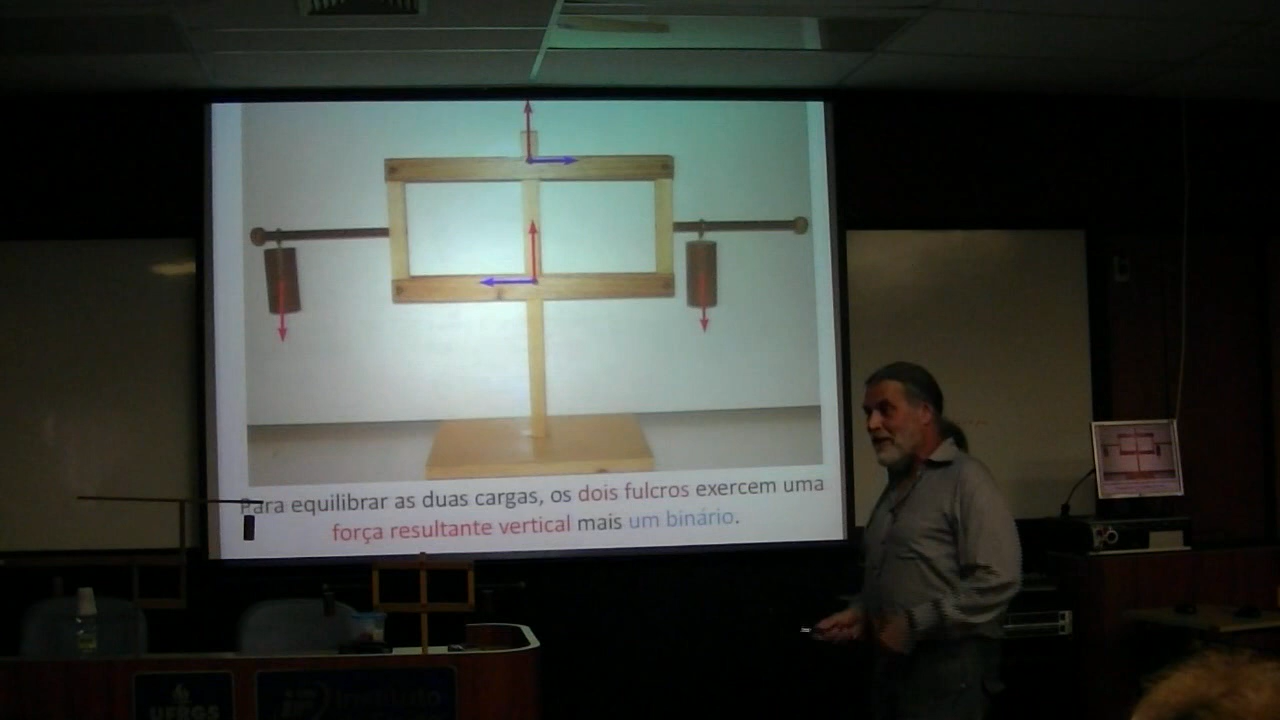 Para equilibrar as duas cargas, os dois fulcros exercem uma
força resultante vertical mais um binário.
UFRGS
Instituto